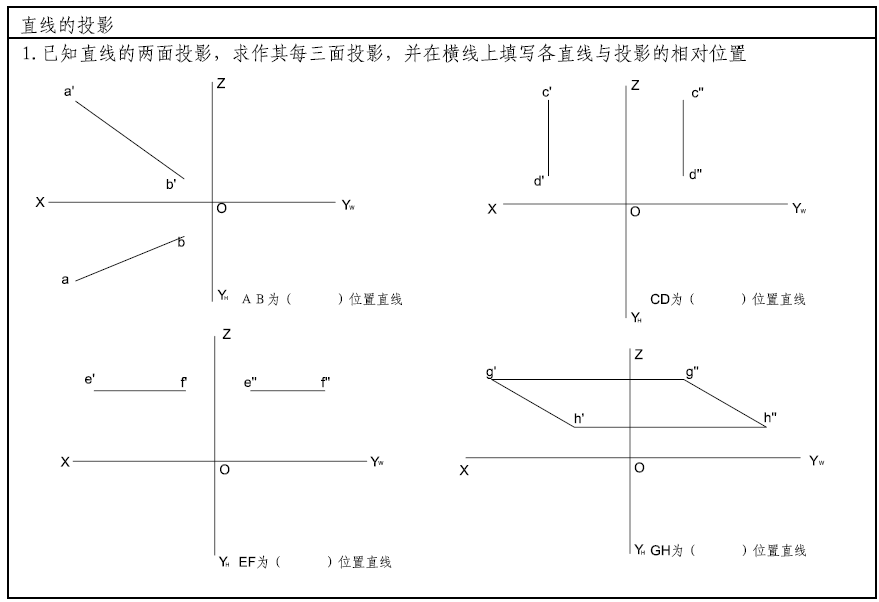 直线的投影
1.已知直线的两面投影，求作其每三面投影，并在横线上填写各直线与投影的相对位置
a' Z
b'
X O Yw
b
a
YH AB为（ ）位置直线
c' Z c"
d' d"
X O Yw
CD为（ ）位置直线
YH
Z
e' f' e" f"
X O Yw
YH EF为（ ）位置直线
Z
g' g"
h' h"
X O Yw
YH GH为（ ）位置直线